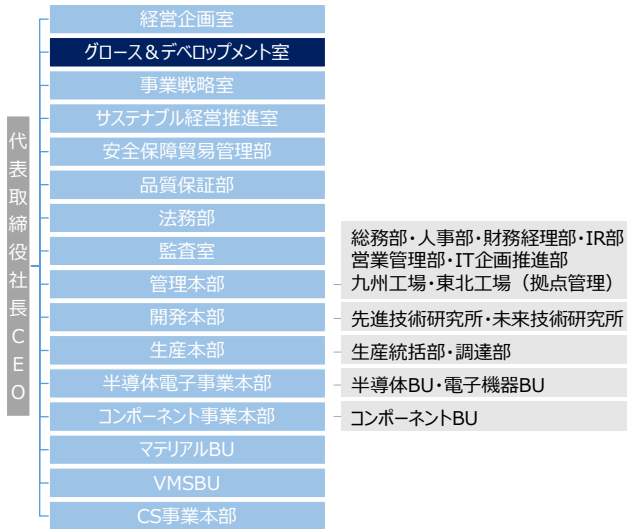 代表取締役社長CEO
経営企画室
グロース＆デベロップメント室
事業戦略室
サステナブル経営推進室
安全保障貿易管理部
品質保証部
法務部
監査室
管理本部
総務部・人事部・財務経理部・IR部
営業管理部・IT企画推進部
九州工場・東北工場（拠点管理）
開発本部
先進技術研究所・未来技術研究所
生産本部
生産統括部・調達部
半導体電子事業本部
半導体BU・電子機器BU
コンポーネント事業本部
コンポーネントBU
マテリアルBU
VMSBU
CS事業本部